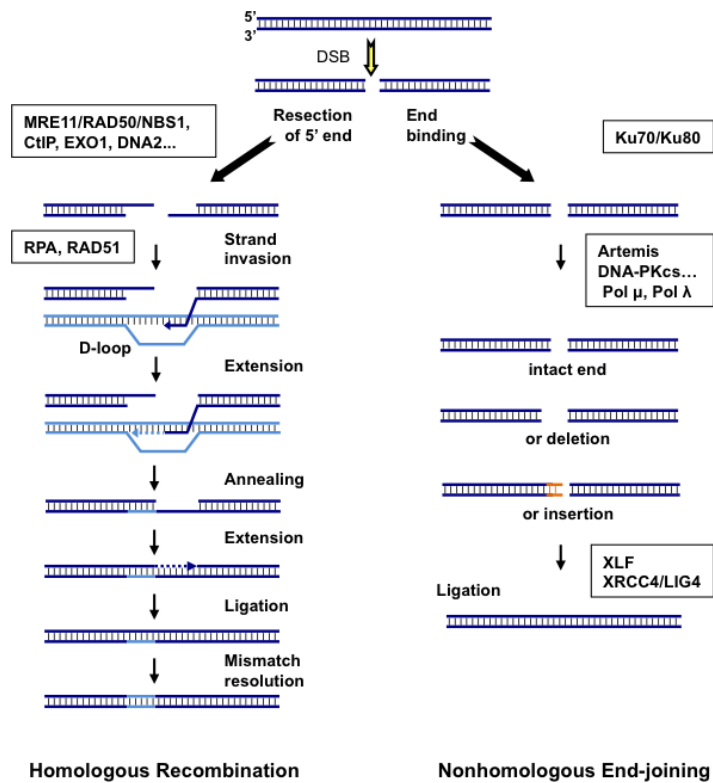 5'
3'
DSB
MRE11/RAD50/NBS1,
CtIP, EXO1, DNA2...
Resection
of 5' end
End
binding
Ku70/Ku80
RPA, RAD51
Strand
invasion
D-loop
Extension
Annealing
Extension
Ligation
Mismatch
resolution
Artemis
DNA-PKcs...
Pol μ, Pol λ
intact end
or deletion
or insertion
XLF
XRCC4/LIG4
Ligation
Homologous Recombination
Nonhomologous End-joining